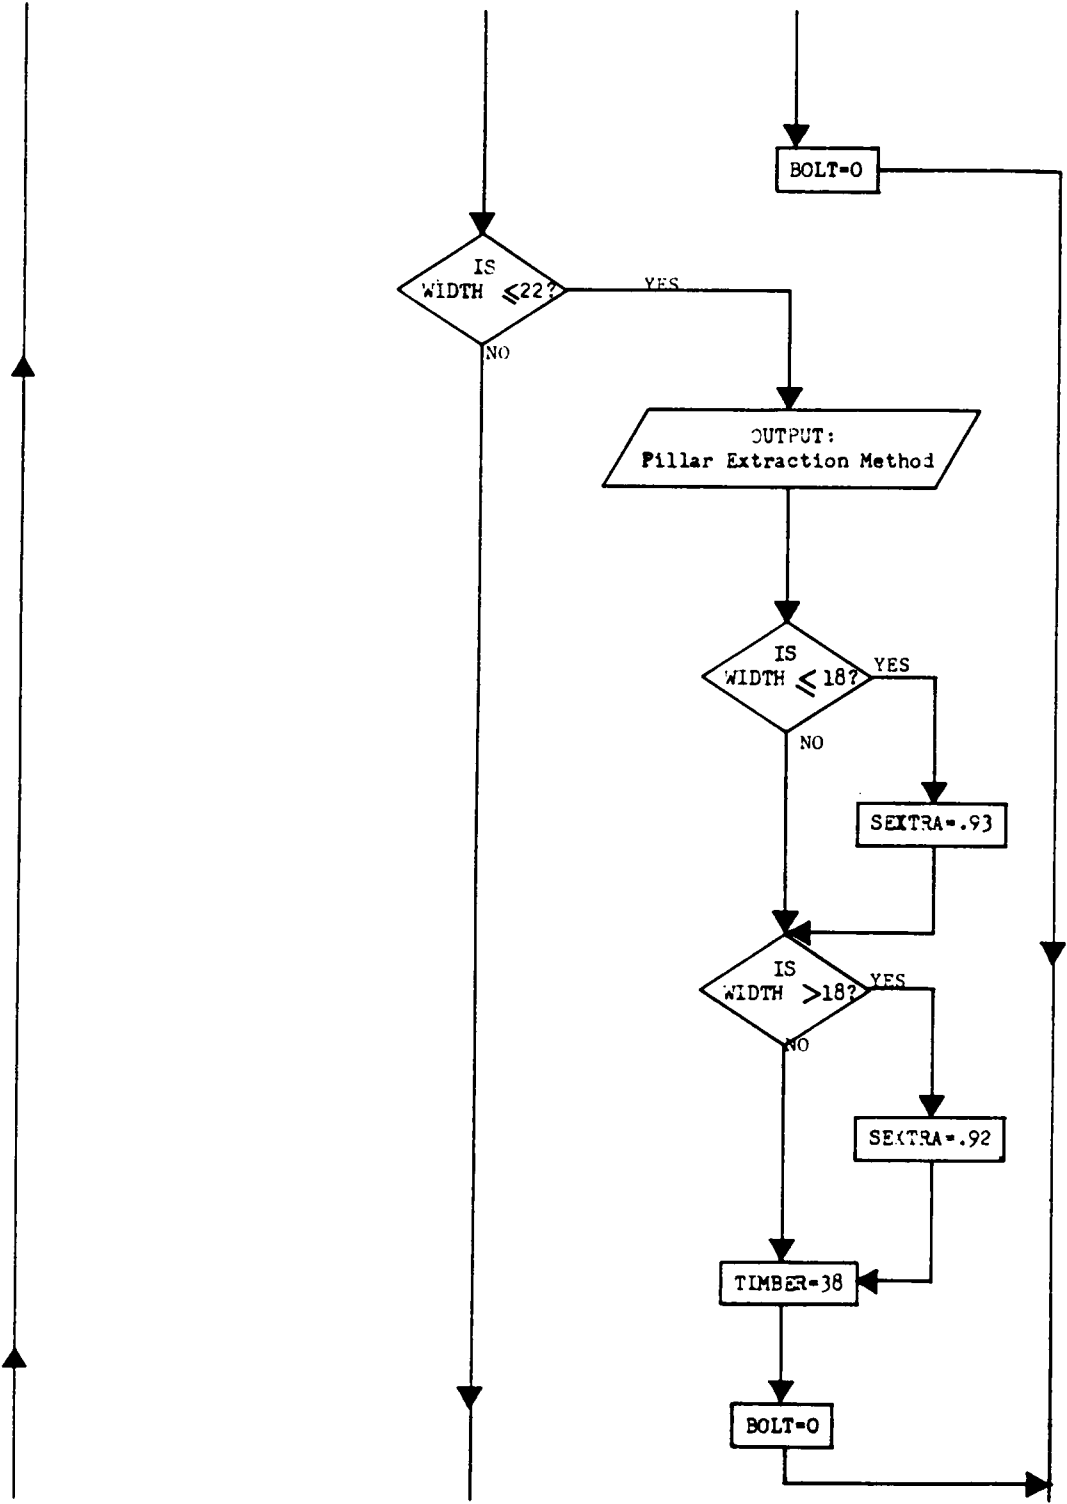 BOLT=0
IS
WIDTH ≤22?
YES
NO
OUTPUT:
Pillar Extraction Method
IS
WIDTH ≤ 18?
YES
NO
SEXTRA=.93
IS
WIDTH >18?
YES
NO
SEXTRA=.92
TIMBER=38
BOLT=0